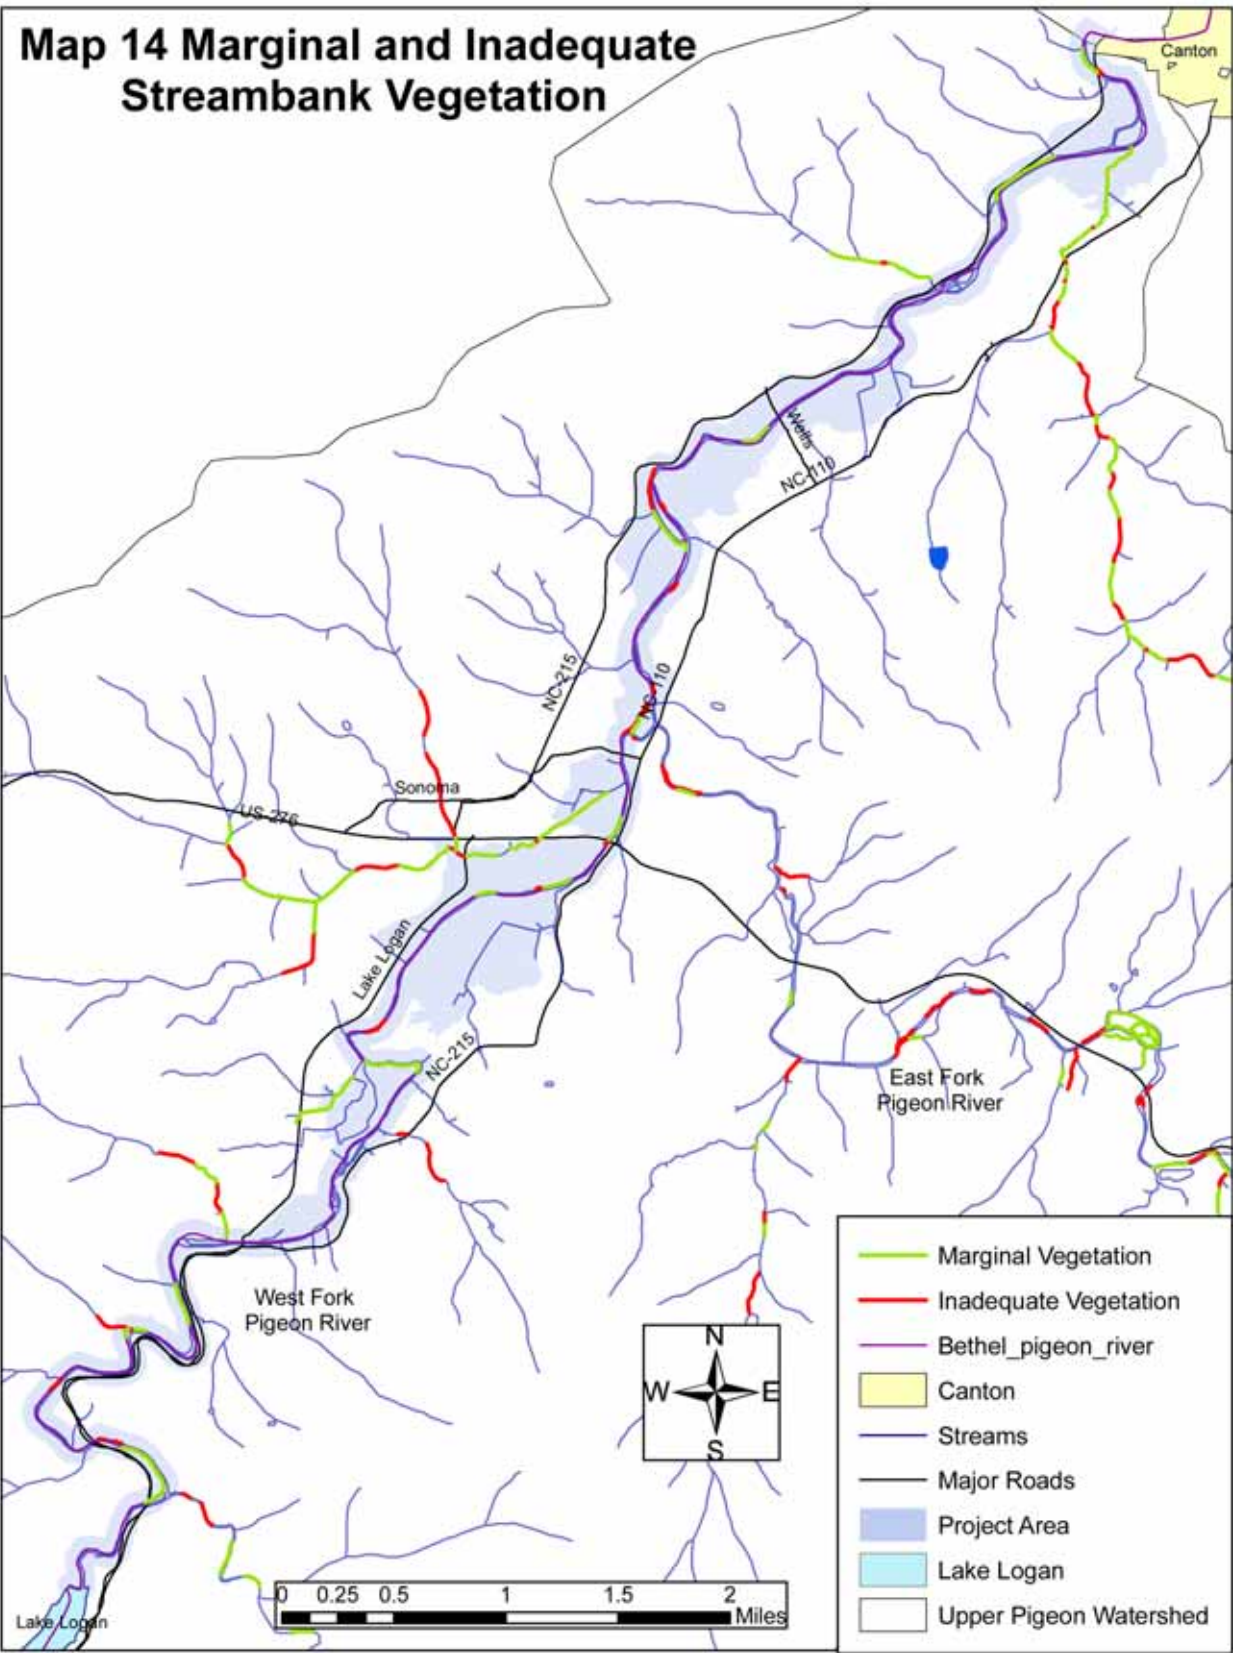 Map 14 Marginal and Inadequate
Streambank Vegetation
Canton
Wells
NC-110
NC-215
NC-110
Sonoma
US-276
Lake Logan
NC-215
East Fork
Pigeon River
West Fork
Pigeon River
Lake Logan
N
W
E
S
0 0.25 0.5 1 1.5 2
Miles
Marginal Vegetation
Inadequate Vegetation
Bethel_pigeon_river
Canton
Streams
Major Roads
Project Area
Lake Logan
Upper Pigeon Watershed